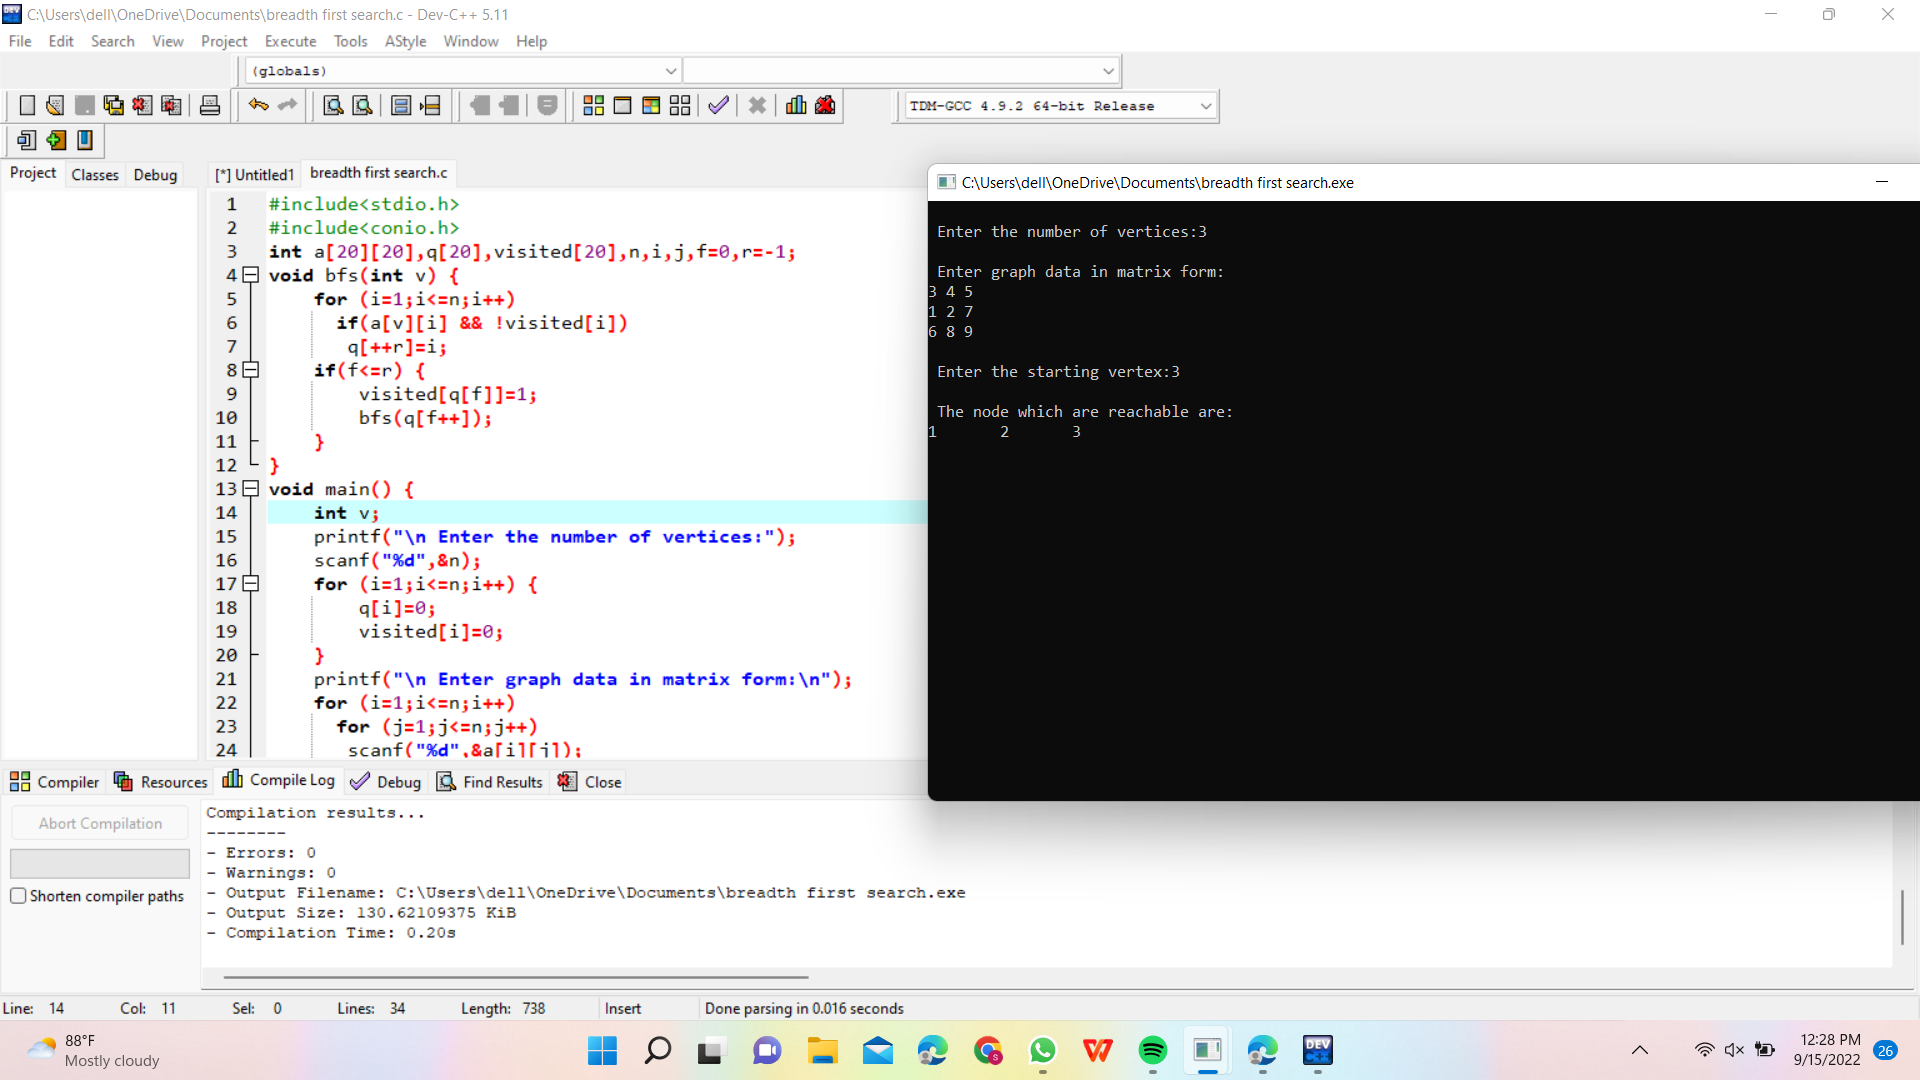 C:\Users\dell\OneDrive\Documents\breadth first search.c - Dev-C++ 5.11
File Edit Search View Project Execute Tools AStyle Window Help
(globals)
TDM-GCC 4.9.2 64-bit Release
Project Classes Debug
[*] Untitled1 breadth first search.c
1 #include<stdio.h>
2 #include<conio.h>
3 int a[20][20],q[20],visited[20],n,i,j,f=0,r=-1;
4 void bfs(int v) {
5 for (i=1;i<=n;i++)
6 if(a[v][i] && !visited[i])
7 q[++r]=i;
8 if(f<=r) {
9 visited[q[f]]=1;
10 bfs(q[f++]);
11 }
12 }
13 void main() {
14 int v;
15 printf("\n Enter the number of vertices:");
16 scanf("%d",&n);
17 for (i=1;i<=n;i++) {
18 q[i]=0;
19 visited[i]=0;
20 }
21 printf("\n Enter graph data in matrix form:\n");
22 for (i=1;i<=n;i++)
23 for (j=1;j<=n;j++)
24 scanf("%d",&a[i][j]);
C:\Users\dell\OneDrive\Documents\breadth first search.exe
Enter the number of vertices:3
Enter graph data in matrix form:
3 4 5
1 2 7
6 8 9
Enter the starting vertex:3
The node which are reachable are:
1 2 3
Compiler Resources Compile Log Debug Find Results Close
Abort Compilation
Shorten compiler paths
Compilation results...
--------
- Errors: 0
- Warnings: 0
- Output Filename: C:\Users\dell\OneDrive\Documents\breadth first search.exe
- Output Size: 130.62109375 KiB
- Compilation Time: 0.20s
Line: 14 Col: 11 Sel: 0 Lines: 34 Length: 738 Insert Done parsing in 0.016 seconds
88°F
Mostly cloudy
DEV
12:28 PM
9/15/2022
26